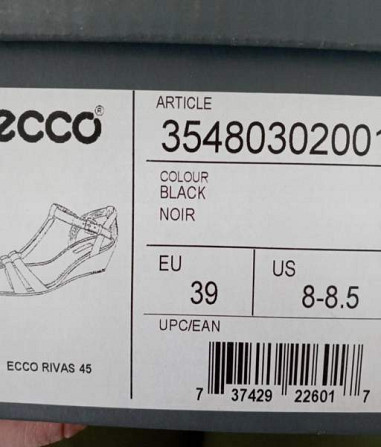 ecco®
ARTICLE
35480302001
COLOUR
BLACK
NOIR
EU
39
US
8-8.5
UPC/EAN
7 37429 22601 7
ECCO RIVAS 45